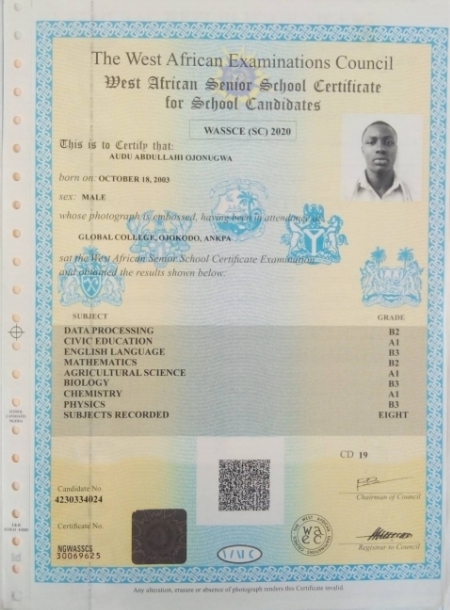 The West African Examinations Council
West African Senior School Certificate
for School Candidates
WASSCE (SC) 2020
This is to Certify that:
AUDU ABDULLAHI OJONUGWA
born on: OCTOBER 18, 2003
sex: MALE
whose photograph is embossed, having been in attendance at
GLOBAL COLLEGE, OJOKODO, ANKPA
sat the West African Senior School Certificate Examination
and obtained the results shown below:
SUBJECT GRADE
DATA PROCESSING B2
CIVIC EDUCATION A1
ENGLISH LANGUAGE B3
MATHEMATICS B2
AGRICULTURAL SCIENCE A1
BIOLOGY B3
CHEMISTRY A1
PHYSICS B3
SUBJECTS RECORDED EIGHT
CD 19
Candidate No.
4230334024
Chairman of Council
Certificate No.
NGWASSCS
30069625
waec
Registrar to Council
WAEC
Any alteration, erasure or absence of photograph renders this Certificate invalid.